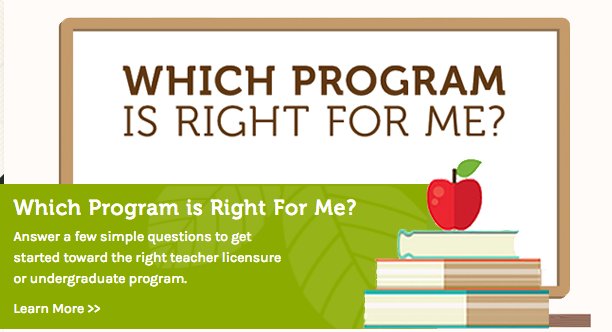 WHICH PROGRAM
IS RIGHT FOR ME?
Which Program is Right For Me?
Answer a few simple questions to get
started toward the right teacher licensure
or undergraduate program.
Learn More >>